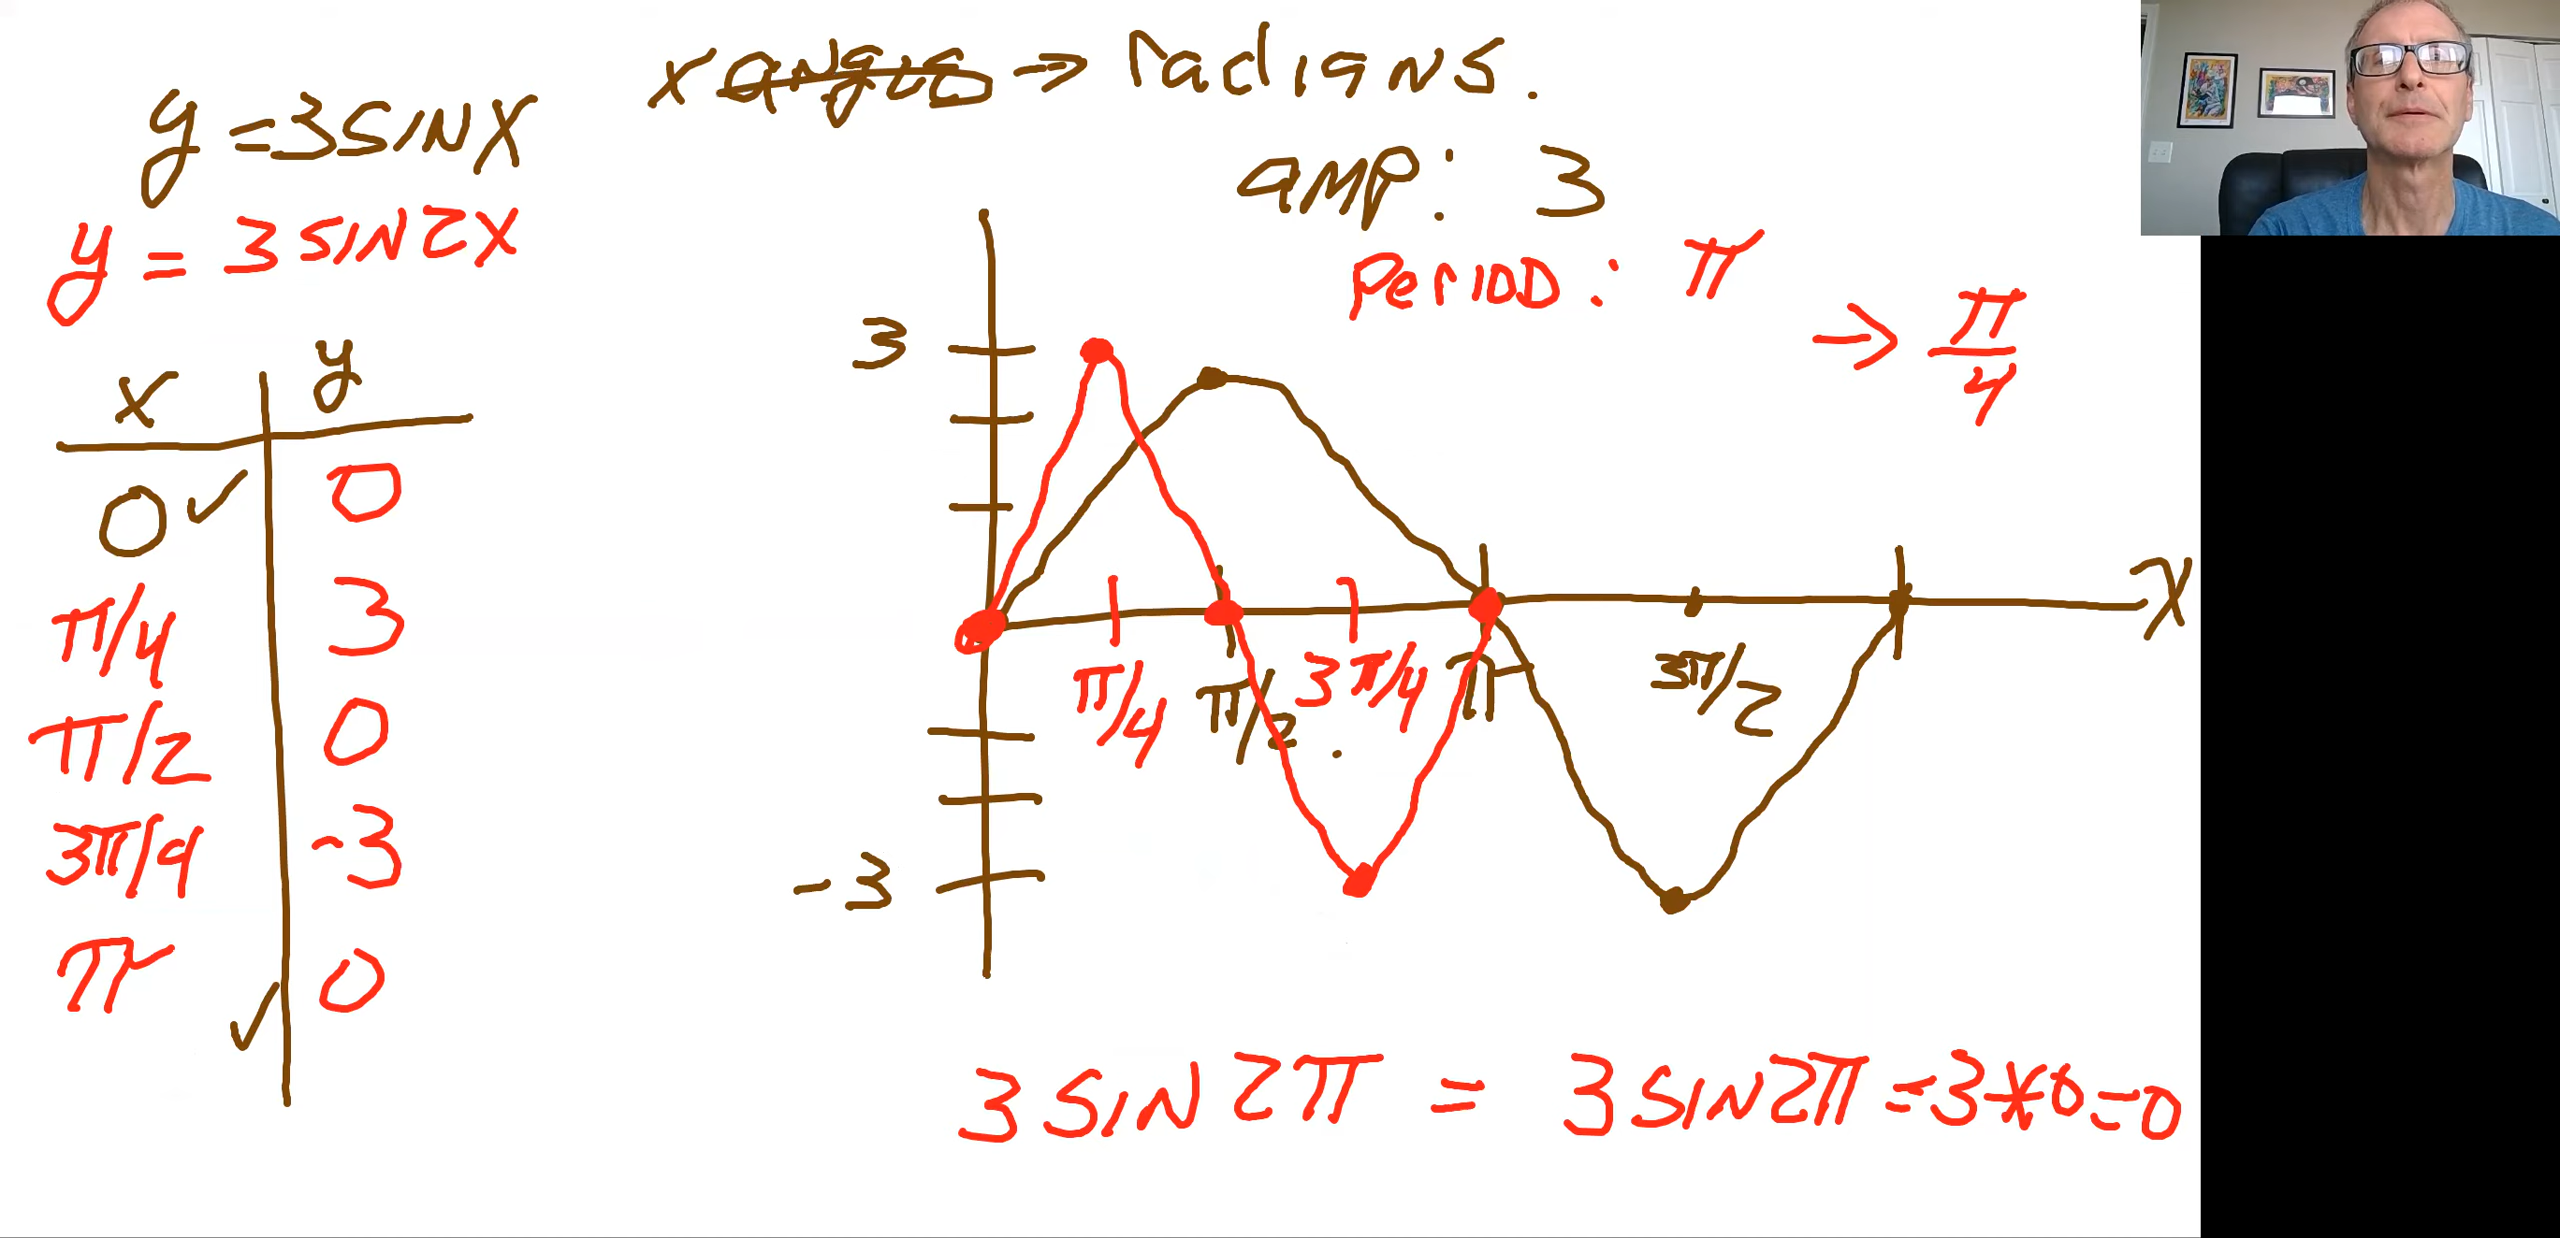 x angle → radians.
y = 3 SIN X
y = 3 SIN 2X
amp: 3
Period: π
→ π/4
x y
0 ✓ 0
π/4 3
π/2 0
3π/4 -3
π ✓ 0
3
-3
π/4 π/2 3π/4 π 3π/2
x
3 SIN 2π = 3 SIN 2π = 3 * 0 = 0